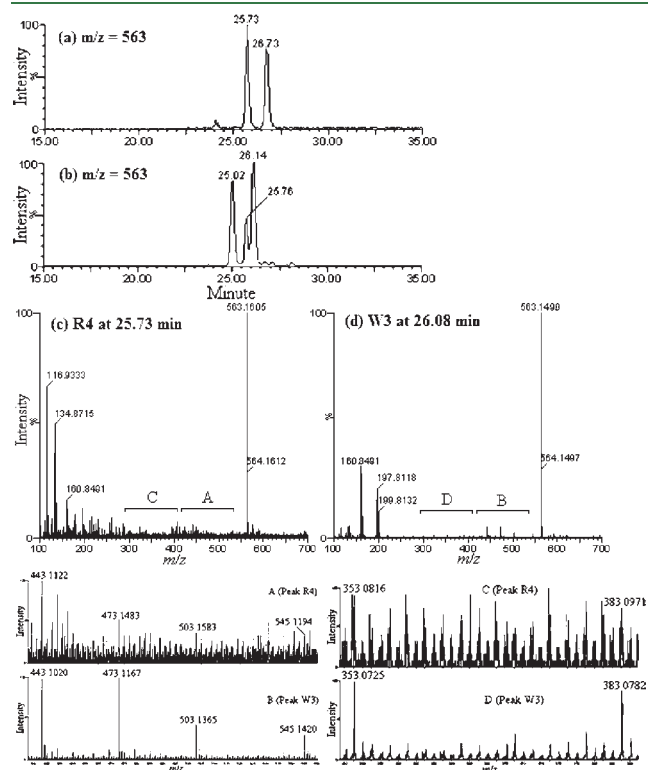 25.73
100
(a) m/z = 563
26.73
Intensity
%
0
15.00 20.00 25.00 30.00 35.00
26.14
100
(b) m/z = 563
25.02
25.76
Intensity
%
0
15.00 20.00 25.00 30.00 35.00
Minute
100
(c) R4 at 25.73 min
116.9333
134.8715
Intensity
%
160.8491
564.1612
C A
0
100 200 300 400 500 600 700
m/z
563.1498
100
(d) W3 at 26.08 min
%
160.8491
197.8118
199.8132
564.1497
D B
0
100 200 300 400 500 600 700
m/z
443.1122
A (Peak R4)
473.1483
503.1583
545.1194
Intensity
443.1020
473.1167
B (Peak W3)
503.1365
545.1420
Intensity
m/z
353.0816
C (Peak R4)
383.0971
Intensity
353.0725
D (Peak W3)
383.0782
Intensity
m/z